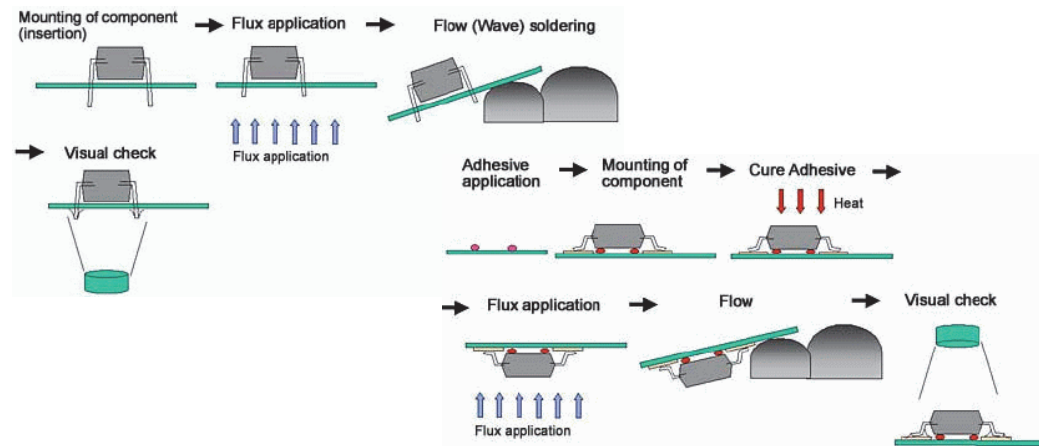 Mounting of component
(insertion)
Flux application
Flow (Wave) soldering
Flux application
Visual check
Adhesive
application
Mounting of
component
Cure Adhesive
Heat
Flux application
Flow
Visual check
Flux application